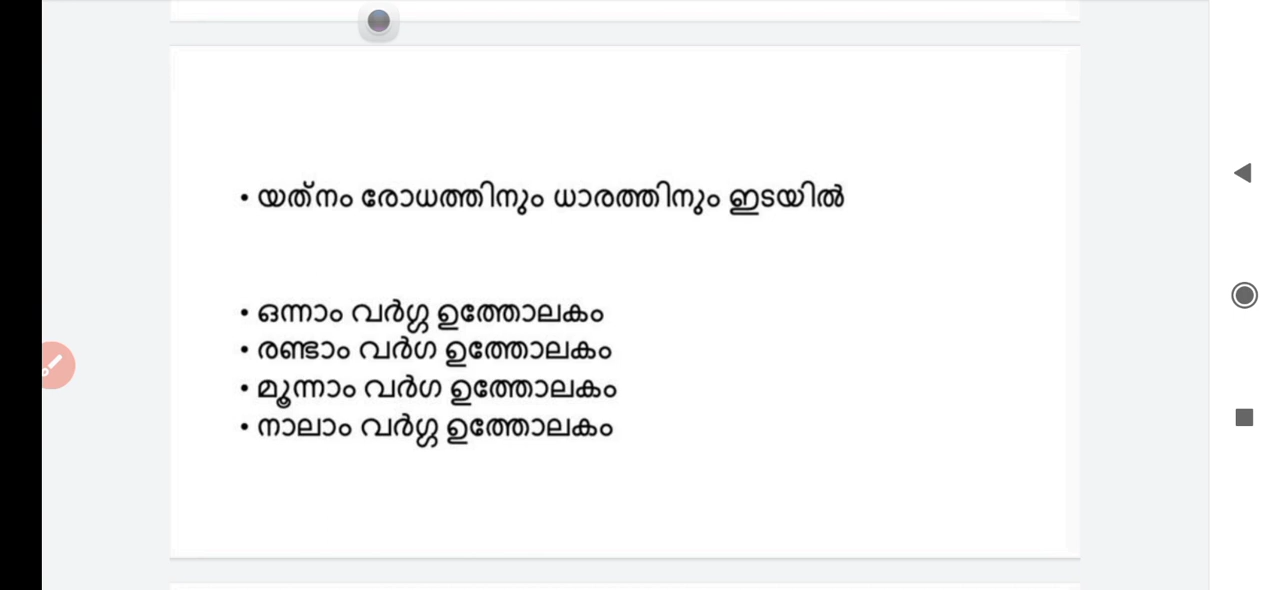 • യത്നം രോധത്തിനും ധാരത്തിനും ഇടയിൽ
• ഒന്നാം വർഗ്ഗ ഉത്തോലകം
• രണ്ടാം വർഗ ഉത്തോലകം
• മൂന്നാം വർഗ ഉത്തോലകം
• നാലാം വർഗ്ഗ ഉത്തോലകം